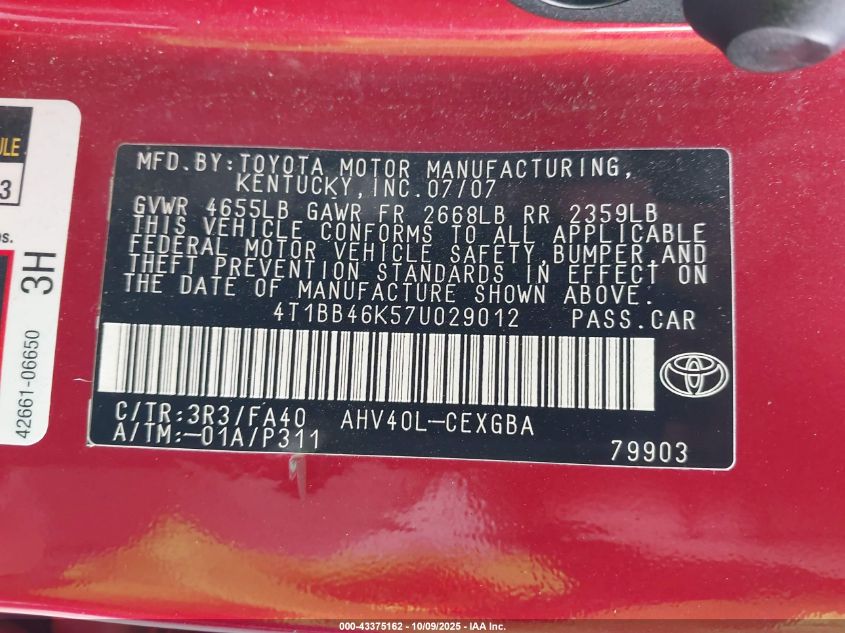 ULE
3
ns.
3H
42661-06650
MFD.BY:TOYOTA MOTOR MANUFACTURING,
KENTUCKY,INC.07/07
GVWR 4655LB GAWR FR 2668LB RR 2359LB
THIS VEHICLE CONFORMS TO ALL APPLICABLE
FEDERAL MOTOR VEHICLE SAFETY,BUMPER,AND
THEFT PREVENTION STANDARDS IN EFFECT ON
THE DATE OF MANUFACTURE SHOWN ABOVE.
4T1BB46K57U029012 PASS.CAR
C/TR:3R3/FA40 AHV40L-CEXGBA
A/TM:-01A/P311
79903
000-43375162 - 10/09/2025 - IAA Inc.